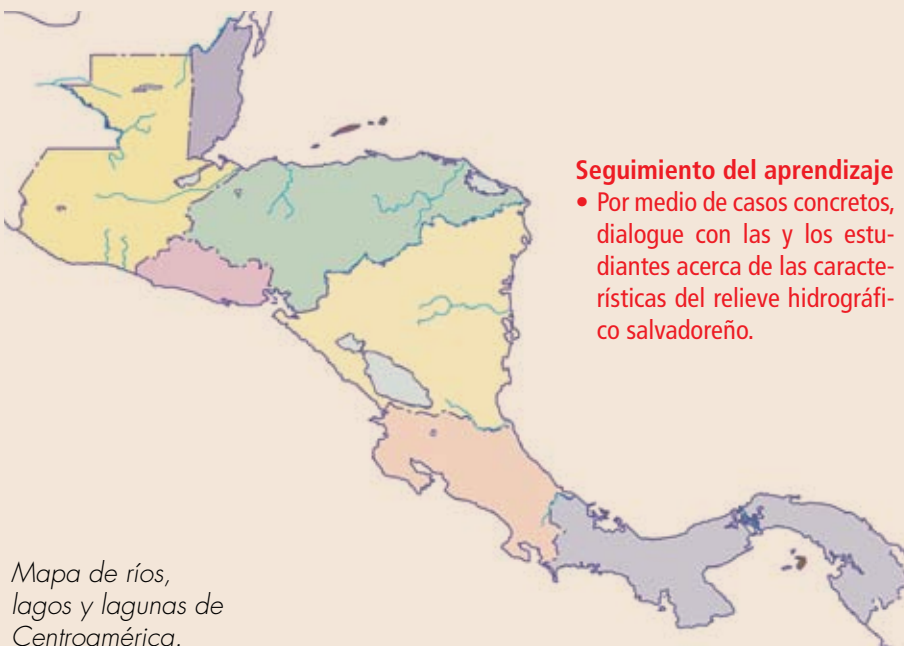 Seguimiento del aprendizaje
• Por medio de casos concretos,
dialogue con las y los estu-
diantes acerca de las caracte-
rísticas del relieve hidrográfi-
co salvadoreño.
Mapa de ríos,
lagos y lagunas de
Centroamérica.